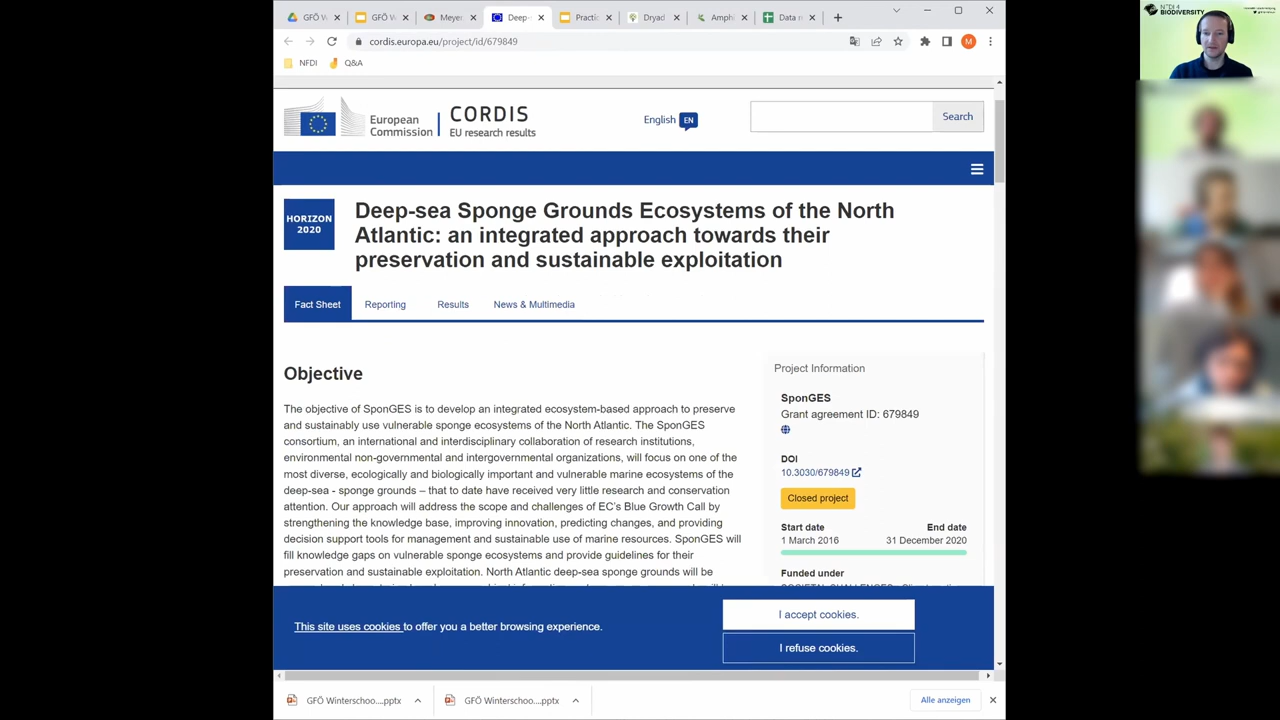 GFÖ W
GFÖ W
Meye
Deep-
Practic
Dryad
Amphi
Data r
cordis.europa.eu/project/id/679849
M
NFDI
Q&A
European
Commission
CORDIS
EU research results
English EN
Search
HORIZON
2020
Deep-sea Sponge Grounds Ecosystems of the North
Atlantic: an integrated approach towards their
preservation and sustainable exploitation
Fact Sheet
Reporting
Results
News & Multimedia
Objective
The objective of SponGES is to develop an integrated ecosystem-based approach to preserve
and sustainably use vulnerable sponge ecosystems of the North Atlantic. The SponGES
consortium, an international and interdisciplinary collaboration of research institutions,
environmental non-governmental and intergovernmental organizations, will focus on one of the
most diverse, ecologically and biologically important and vulnerable marine ecosystems of the
deep-sea - sponge grounds – that to date have received very little research and conservation
attention. Our approach will address the scope and challenges of EC's Blue Growth Call by
strengthening the knowledge base, improving innovation, predicting changes, and providing
decision support tools for management and sustainable use of marine resources. SponGES will
fill knowledge gaps on vulnerable sponge ecosystems and provide guidelines for their
preservation and sustainable exploitation. North Atlantic deep-sea sponge grounds will be
Project Information
SponGES
Grant agreement ID: 679849
DOI
10.3030/679849
Closed project
Start date
1 March 2016
End date
31 December 2020
Funded under
This site uses cookies to offer you a better browsing experience.
I accept cookies.
I refuse cookies.
GFÖ Winterschoo....pptx
GFÖ Winterschoo....pptx
Alle anzeigen
NFDI 4
BIODIVERSITY